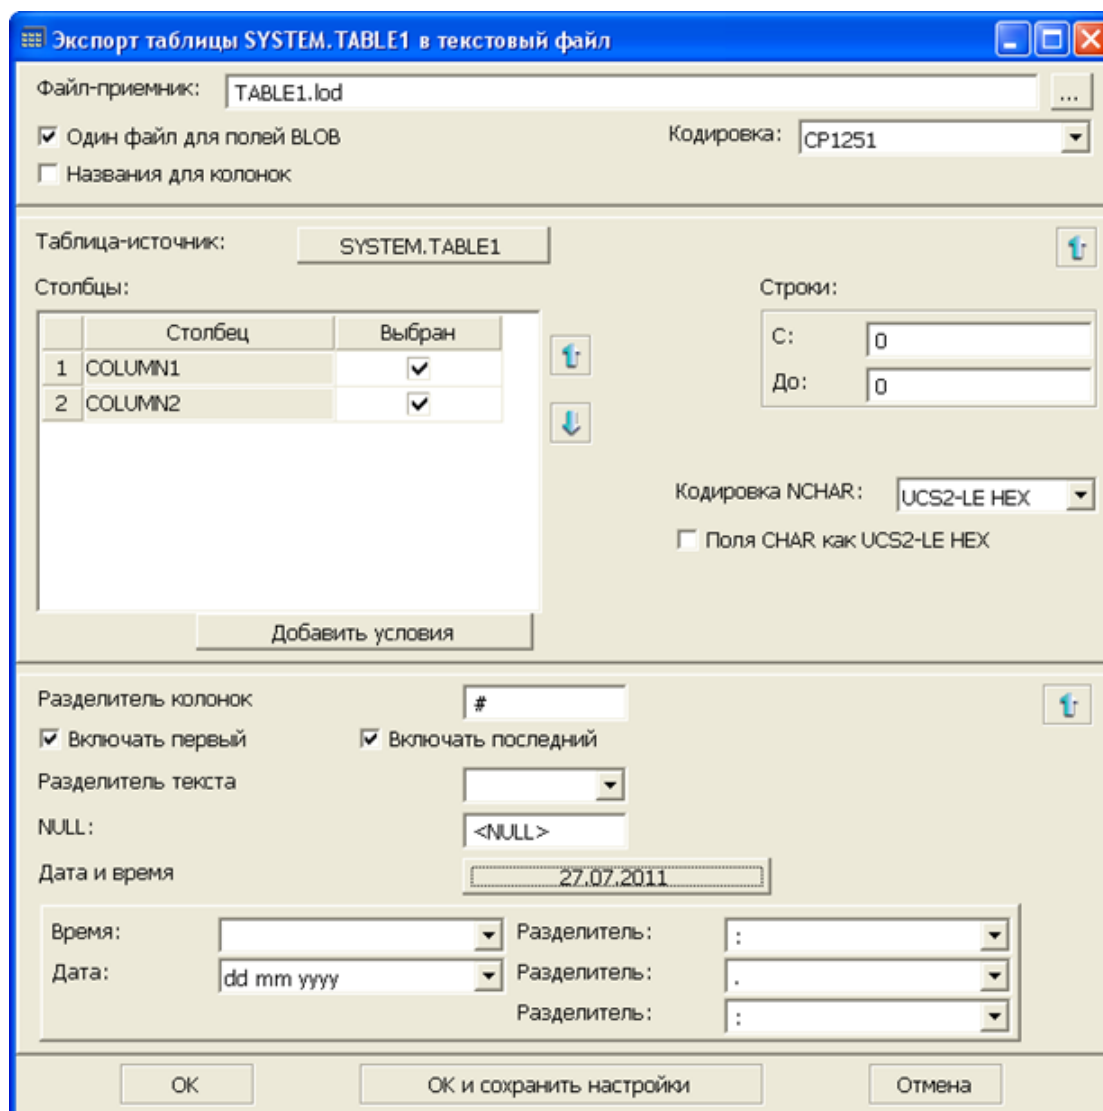 Экспорт таблицы SYSTEM.TABLE1 в текстовый файл
Файл-приемник: TABLE1.lod ...
Один файл для полей BLOB Кодировка: CP1251
Названия для колонок
Таблица-источник: SYSTEM.TABLE1
Столбцы: Строки:
Столбец Выбран
С: 0
1 COLUMN1
До: 0
2 COLUMN2
Кодировка NCHAR: UCS2-LE HEX
Поля CHAR как UCS2-LE HEX
Добавить условия
Разделитель колонок #
Включать первый Включать последний
Разделитель текста
NULL: <NULL>
Дата и время 27.07.2011
Время: Разделитель: :
Дата: dd mm yyyy Разделитель: .
Разделитель: :
OK OK и сохранить настройки Отмена